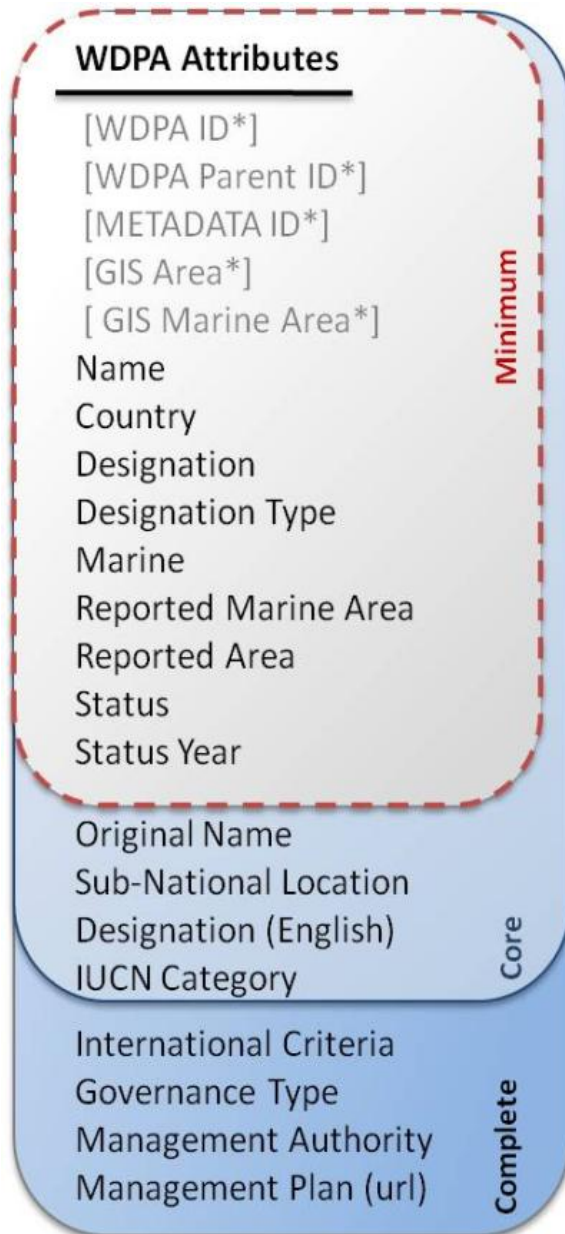 WDPA Attributes
[WDPA ID*]
[WDPA Parent ID*]
[METADATA ID*]
[GIS Area*]
[ GIS Marine Area*]
Name
Country
Designation
Designation Type
Marine
Reported Marine Area
Reported Area
Status
Status Year
Minimum
Original Name
Sub-National Location
Designation (English)
IUCN Category
Core
International Criteria
Governance Type
Management Authority
Management Plan (url)
Complete